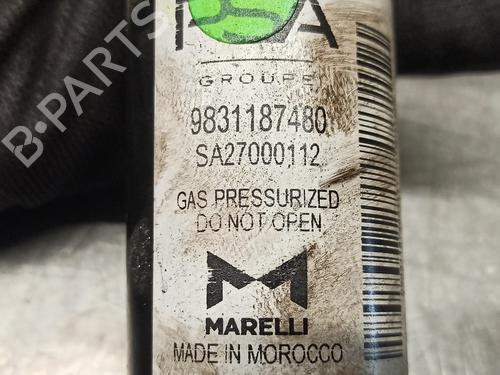 GROUPE
9831187480
SA27000112
GAS PRESSURIZED
DO NOT OPEN
MARELLI
MADE IN MOROCCO
B-PARTS